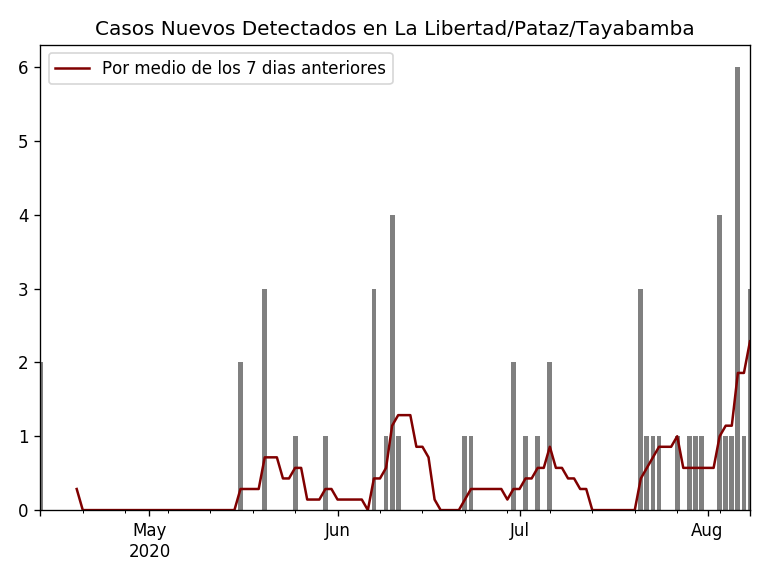 Casos Nuevos Detectados en La Libertad/Pataz/Tayabamba
Por medio de los 7 dias anteriores
6
5
4
3
2
1
0
May
2020
Jun
Jul
Aug